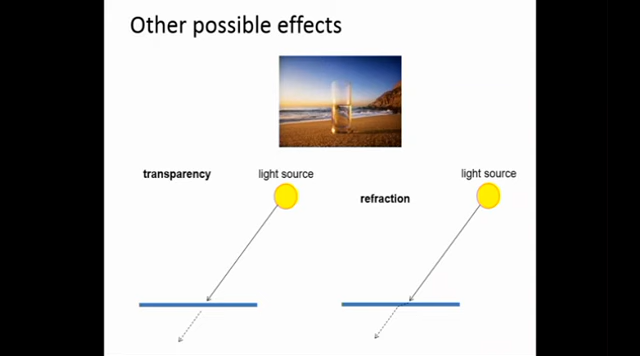 Other possible effects
transparency
light source
refraction
light source